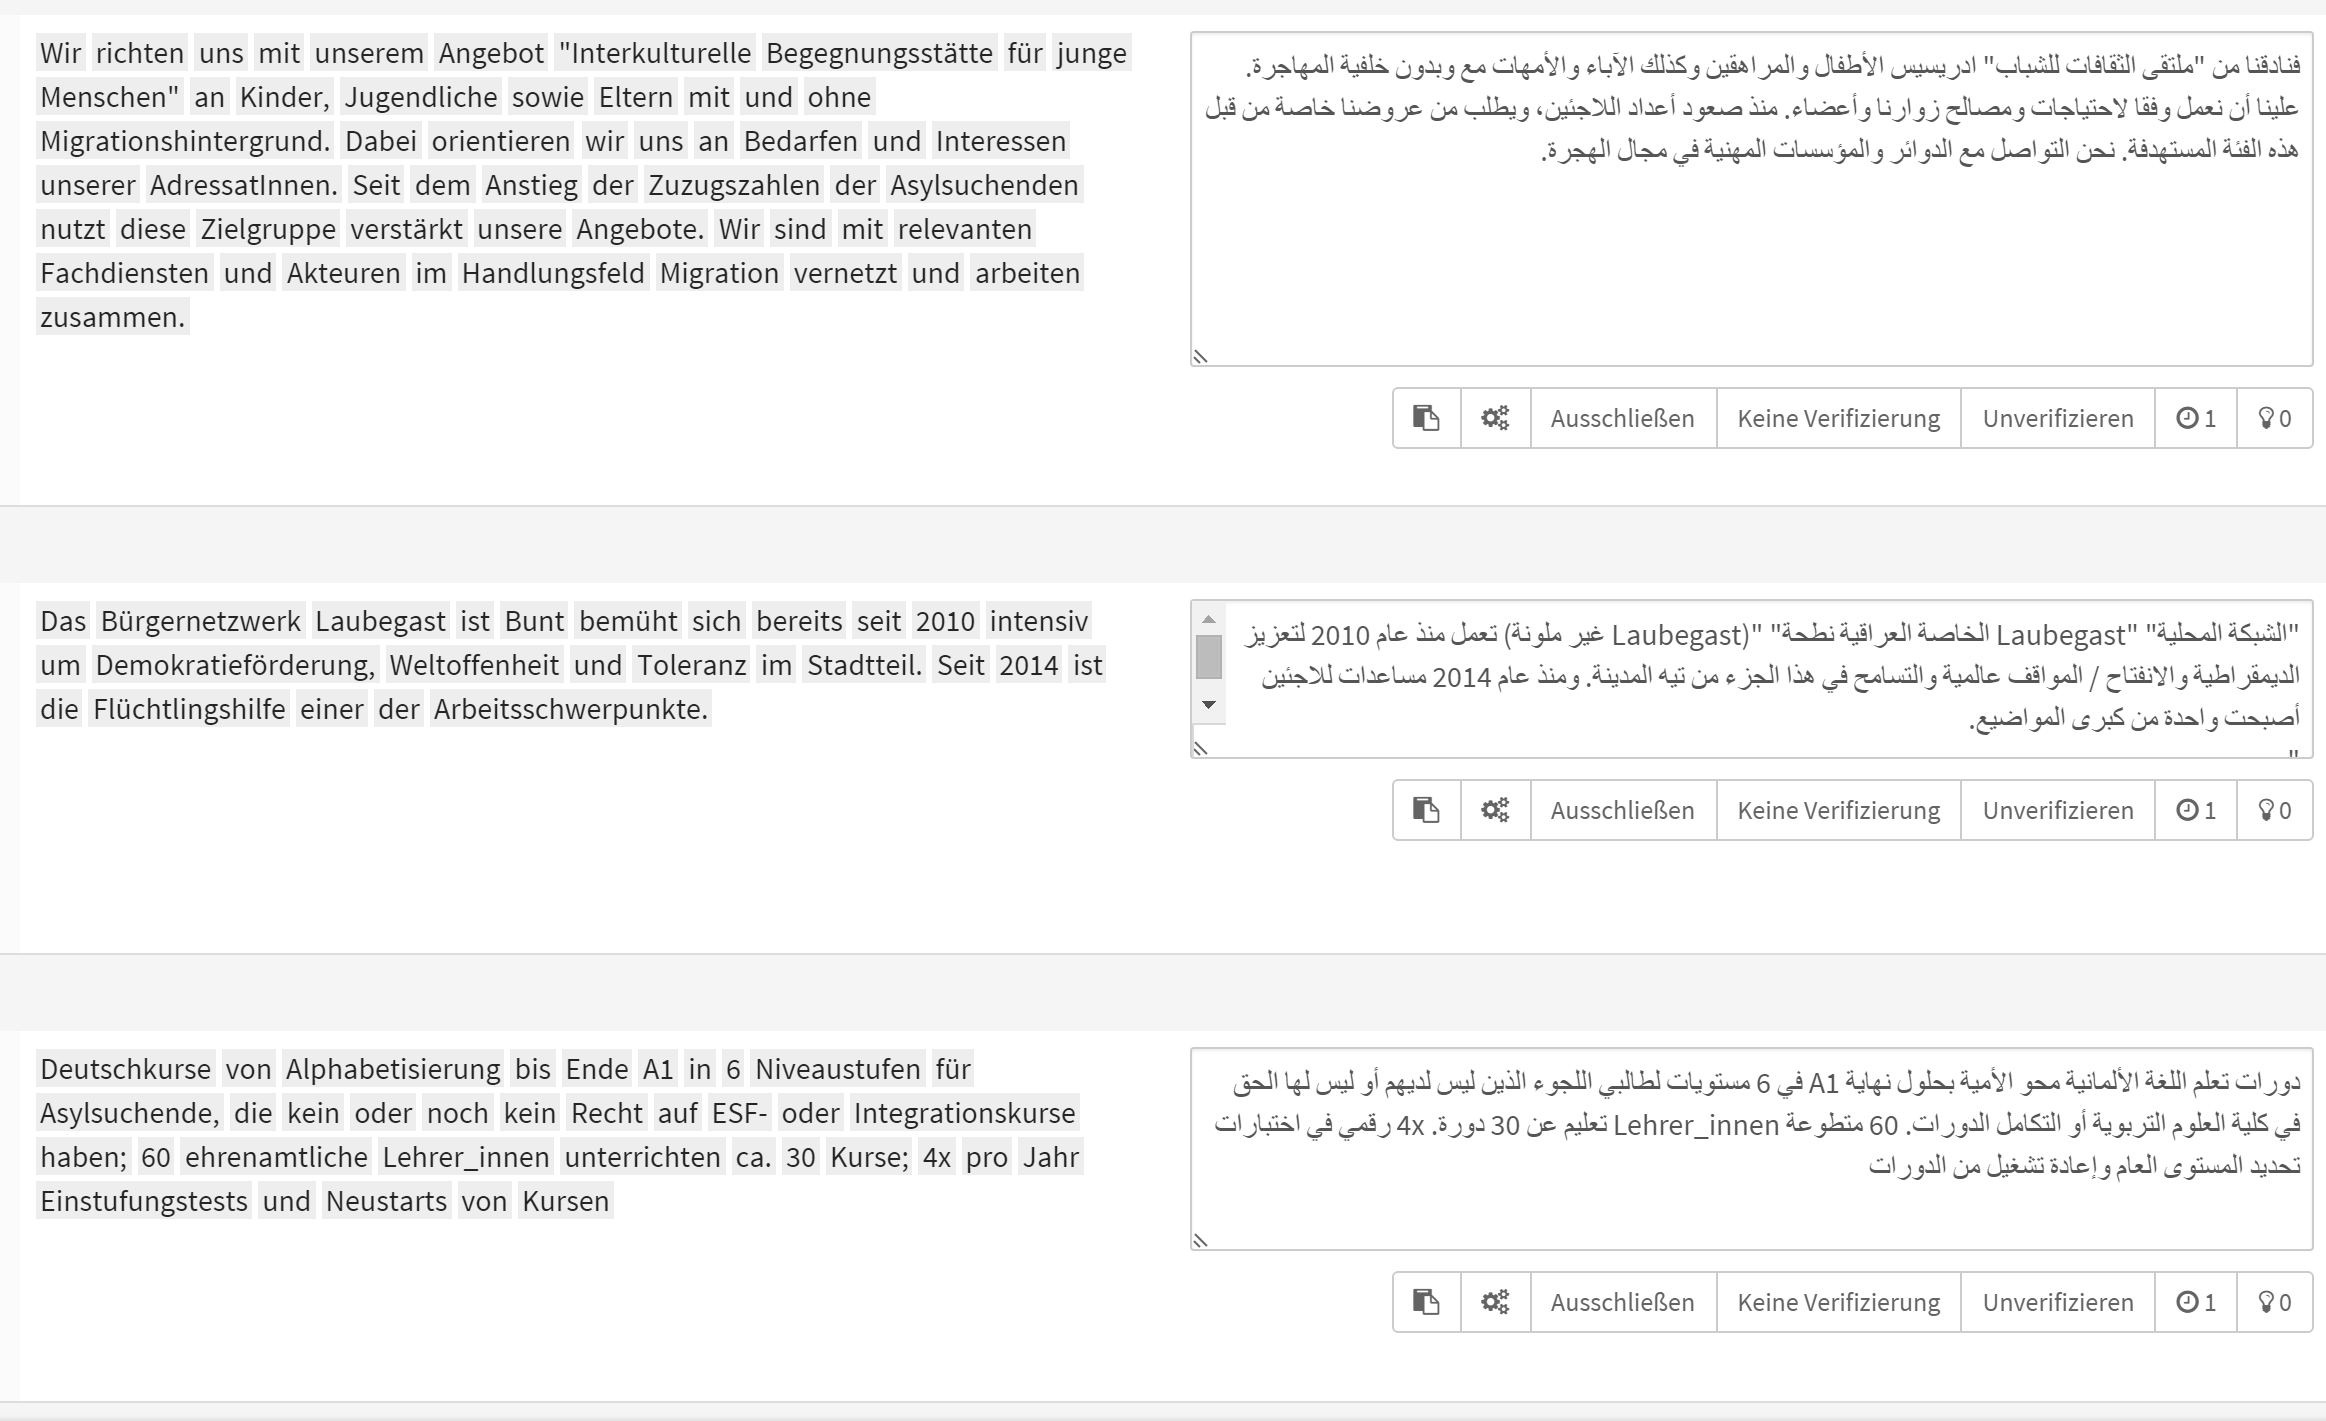 Wir richten uns mit unserem Angebot "Interkulturelle Begegnungsstätte für junge
Menschen" an Kinder, Jugendliche sowie Eltern mit und ohne
Migrationshintergrund. Dabei orientieren wir uns an Bedarfen und Interessen
unserer AdressatInnen. Seit dem Anstieg der Zuzugszahlen der Asylsuchenden
nutzt diese Zielgruppe verstärkt unsere Angebote. Wir sind mit relevanten
Fachdiensten und Akteuren im Handlungsfeld Migration vernetzt und arbeiten
zusammen.
فنادقنا من "ملتقى الثقافات للشباب" ادريسيس الأطفال والمراهقين وكذلك الآباء والأمهات مع وبدون خلفية المهاجرة.
علينا أن نعمل وفقا لاحتياجات ومصالح زوارنا وأعضاء. منذ صعود أعداد اللاجئين، ويطلب من عروضنا خاصة من قبل
هذه الفئة المستهدفة. نحن التواصل مع الدوائر والمؤسسات المهنية في مجال الهجرة.
Ausschließen Keine Verifizierung Unverifizieren 1 0
Das Bürgernetzwerk Laubegast ist Bunt bemüht sich bereits seit 2010 intensiv
um Demokratieförderung, Weltoffenheit und Toleranz im Stadtteil. Seit 2014 ist
die Flüchtlingshilfe einer der Arbeitsschwerpunkte.
"الشبكة المحلية" "Laubegast الخاصة العراقية نطحة" "(Laubegast غير ملونة) تعمل منذ عام 2010 لتعزيز
الديمقراطية والانفتاح / المواقف عالمية والتسامح في هذا الجزء من تيه المدينة. ومنذ عام 2014 مساعدات للاجئين
أصبحت واحدة من كبرى المواضيع.
"
Ausschließen Keine Verifizierung Unverifizieren 1 0
Deutschkurse von Alphabetisierung bis Ende A1 in 6 Niveaustufen für
Asylsuchende, die kein oder noch kein Recht auf ESF- oder Integrationskurse
haben; 60 ehrenamtliche Lehrer_innen unterrichten ca. 30 Kurse; 4x pro Jahr
Einstufungstests und Neustarts von Kursen
دورات تعلم اللغة الألمانية محو الأمية بحلول نهاية A1 في 6 مستويات لطالبي اللجوء الذين ليس لديهم أو ليس لها الحق
في كلية العلوم التربوية أو التكامل الدورات. 60 متطوعة Lehrer_innen تعليم عن 30 دورة. 4x رقمي في اختبارات
تحديد المستوى العام وإعادة تشغيل من الدورات
Ausschließen Keine Verifizierung Unverifizieren 1 0